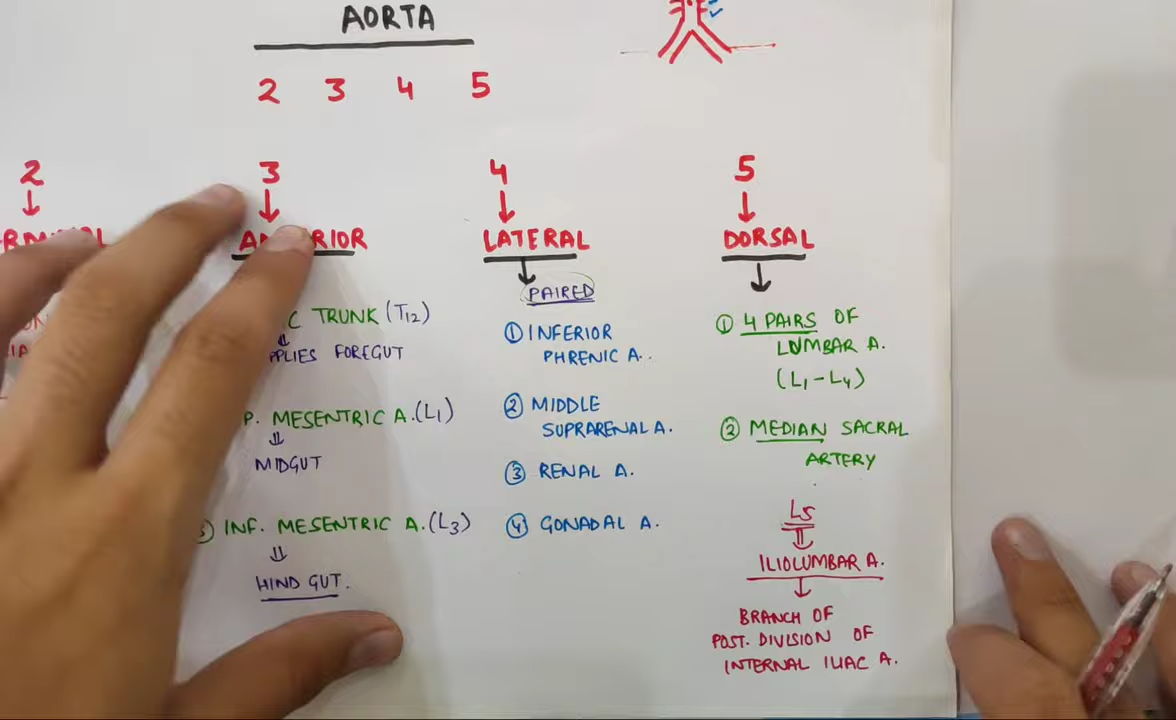 AORTA
2 3 4 5
2
3
ANTERIOR
TRUNK (T12)
FOREGUT
MESENTRIC A. (L1)
MIDGUT
INF. MESENTRIC A. (L3)
HIND GUT.
4
LATERAL
PAIRED
① INFERIOR
PHRENIC A.
② MIDDLE
SUPRARENAL A.
③ RENAL A.
④ GONADAL A.
5
DORSAL
① 4 PAIRS OF
LUMBAR A.
(L1-L4)
② MEDIAN SACRAL
ARTERY
L5
ILIOLUMBAR A.
BRANCH OF
POST. DIVISION OF
INTERNAL ILIAC A.